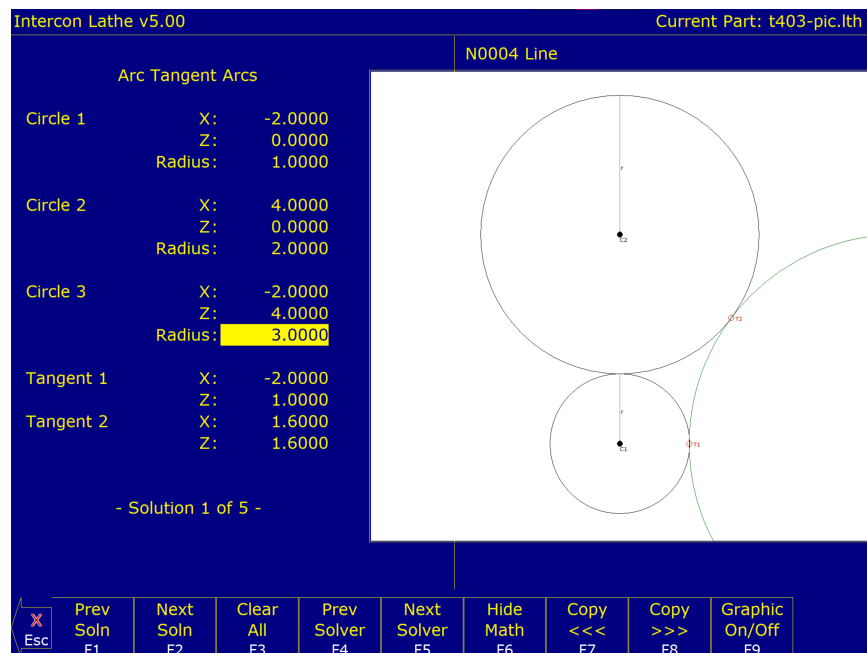 Intercon Lathe v5.00 Current Part: t403-pic.lth
N0004 Line
Arc Tangent Arcs
Circle 1 X: -2.0000
Z: 0.0000
Radius: 1.0000
Circle 2 X: 4.0000
Z: 0.0000
Radius: 2.0000
Circle 3 X: -2.0000
Z: 4.0000
Radius: 3.0000
Tangent 1 X: -2.0000
Z: 1.0000
Tangent 2 X: 1.6000
Z: 1.6000
- Solution 1 of 5 -
r
C2
T2
r
T1
C1
X Esc
Prev Soln F1
Next Soln F2
Clear All F3
Prev Solver F4
Next Solver F5
Hide Math F6
Copy <<< F7
Copy >>> F8
Graphic On/Off F9